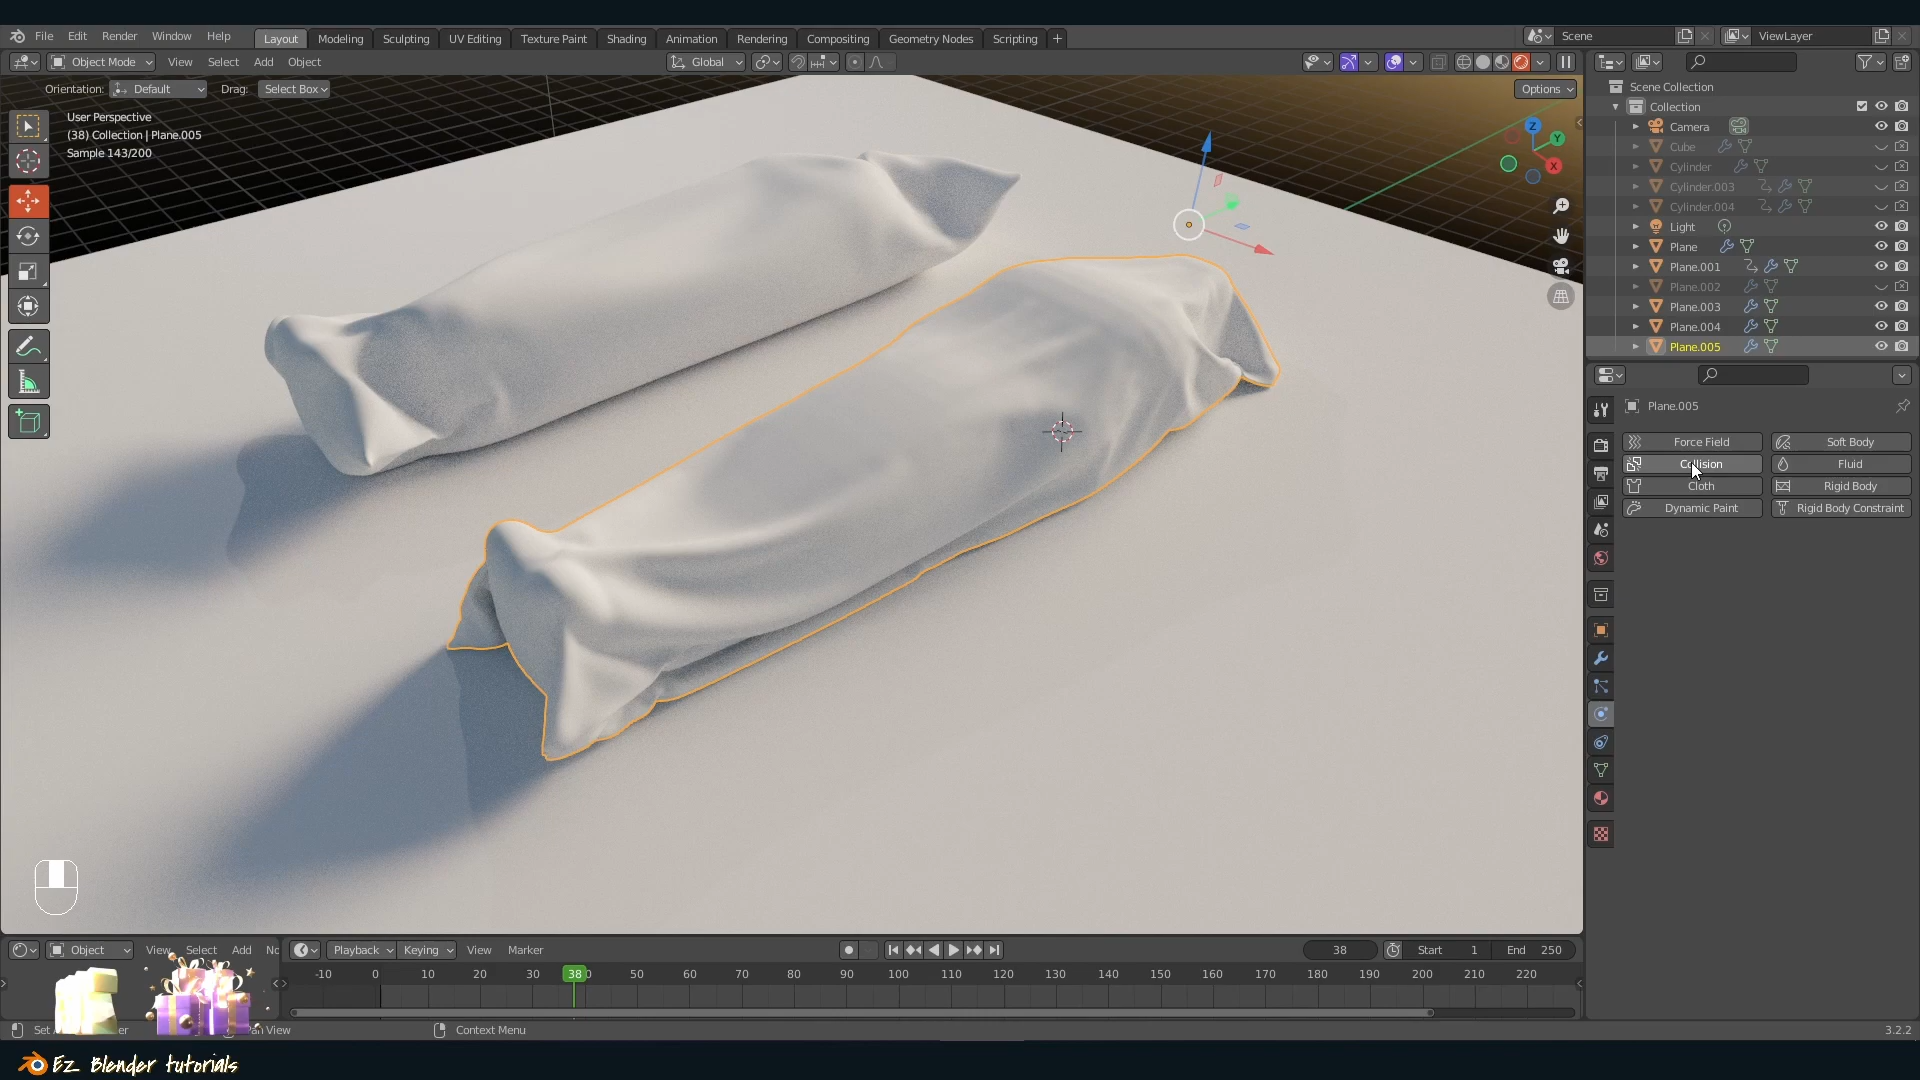 File Edit Render Window Help Layout Modeling Sculpting UV Editing Texture Paint Shading Animation Rendering Compositing Geometry Nodes Scripting + Scene ViewLayer
Object Mode View Select Add Object Global
Orientation: Default Drag: Select Box Options
User Perspective
(38) Collection | Plane.005
Sample 143/200
Z
Y
X
Scene Collection
Collection
Camera
Cube
Cylinder
Cylinder.003
Cylinder.004
Light
Plane
Plane.001
Plane.002
Plane.003
Plane.004
Plane.005
Plane.005
Force Field Soft Body
Collision Fluid
Cloth Rigid Body
Dynamic Paint Rigid Body Constraint
Object View Select Add Playback Keying View Marker 38 Start 1 End 250
-10 0 10 20 30 38 50 60 70 80 90 100 110 120 130 140 150 160 170 180 190 200 210 220
Set View Context Menu 3.2.2
Ez Blender tutorials